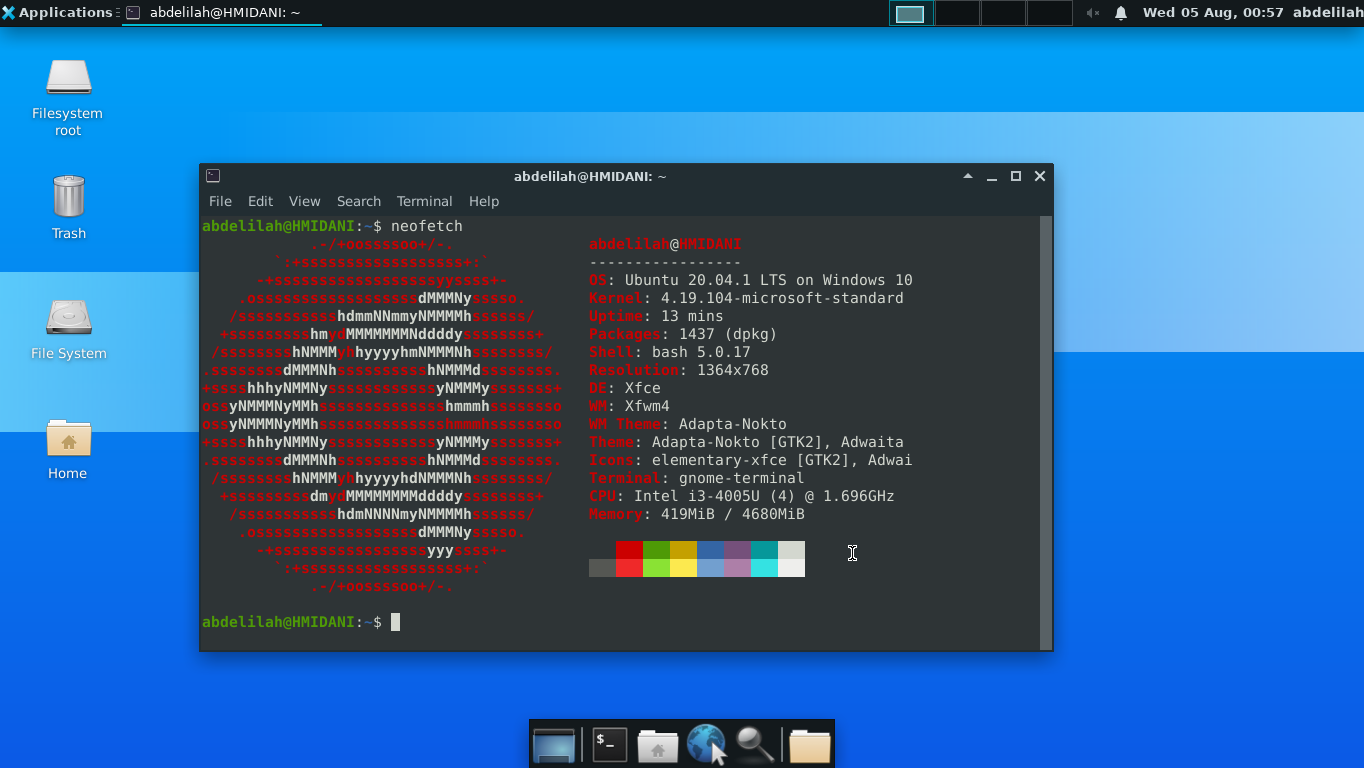 Applications abdelilah@HMIDANI: ~ Wed 05 Aug, 00:57 abdelilah
Filesystem root
Trash
File System
Home
abdelilah@HMIDANI: ~
File Edit View Search Terminal Help
abdelilah@HMIDANI:~$ neofetch
.-/+oossssoo+/-. abdelilah@HMIDANI
`:+ssssssssssssssssss+:` -----------------
-+ssssssssssssssssssyyssss+- OS: Ubuntu 20.04.1 LTS on Windows 10
.ossssssssssssssssssdMMMNysssso. Kernel: 4.19.104-microsoft-standard
/ssssssssssshdmmNNmmyNMMMMhssssss/ Uptime: 13 mins
+ssssssssshmydMMMMMMMNddddyssssssss+ Packages: 1437 (dpkg)
/sssssssshNMMMyhhyyyyhmNMMMNhssssssss/ Shell: bash 5.0.17
.ssssssssdMMMNhsssssssssshNMMMdssssssss. Resolution: 1364x768
+sssshhhyNMMNyssssssssssssyNMMMysssssss+ DE: Xfce
ossyNMMMNyMMhsssssssssssssshmmmhssssssso WM: Xfwm4
ossyNMMMNyMMhsssssssssssssshmmmhssssssso WM Theme: Adapta-Nokto
+sssshhhyNMMNyssssssssssssyNMMMysssssss+ Theme: Adapta-Nokto [GTK2], Adwaita
.ssssssssdMMMNhsssssssssshNMMMdssssssss. Icons: elementary-xfce [GTK2], Adwai
/sssssssshNMMMyhhyyyyhdNMMMNhssssssss/ Terminal: gnome-terminal
+sssssssssdmydMMMMMMMMddddyssssssss+ CPU: Intel i3-4005U (4) @ 1.696GHz
/ssssssssssshdmNNNNmyNMMMMhssssss/ Memory: 419MiB / 4680MiB
.ossssssssssssssssssdMMMNysssso.
-+sssssssssssssssssyyyssss+-
`:+ssssssssssssssssss+:`
.-/+oossssoo+/-.
abdelilah@HMIDANI:~$
$_